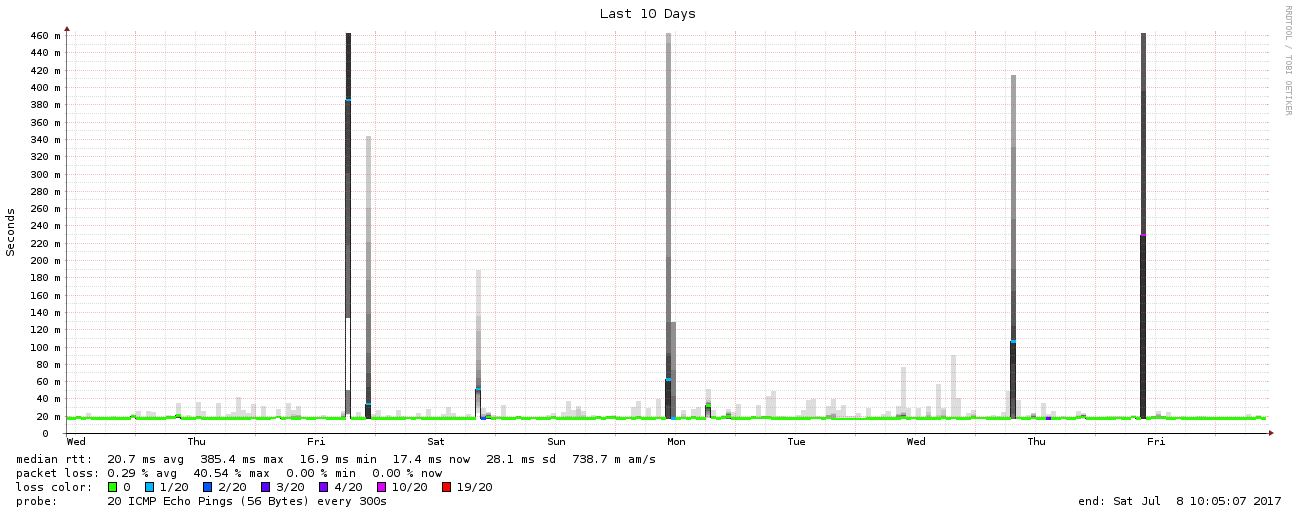 Last 10 Days
RRDTOOL / TOBI OETIKER
Seconds
460 m
440 m
420 m
400 m
380 m
360 m
340 m
320 m
300 m
280 m
260 m
240 m
220 m
200 m
180 m
160 m
140 m
120 m
100 m
80 m
60 m
40 m
20 m
0
Wed Thu Fri Sat Sun Mon Tue Wed Thu Fri
median rtt: 20.7 ms avg 385.4 ms max 16.9 ms min 17.4 ms now 28.1 ms sd 738.7 m am/s
packet loss: 0.29 % avg 40.54 % max 0.00 % min 0.00 % now
loss color: 0 1/20 2/20 3/20 4/20 10/20 19/20
probe: 20 ICMP Echo Pings (56 Bytes) every 300s end: Sat Jul 8 10:05:07 2017